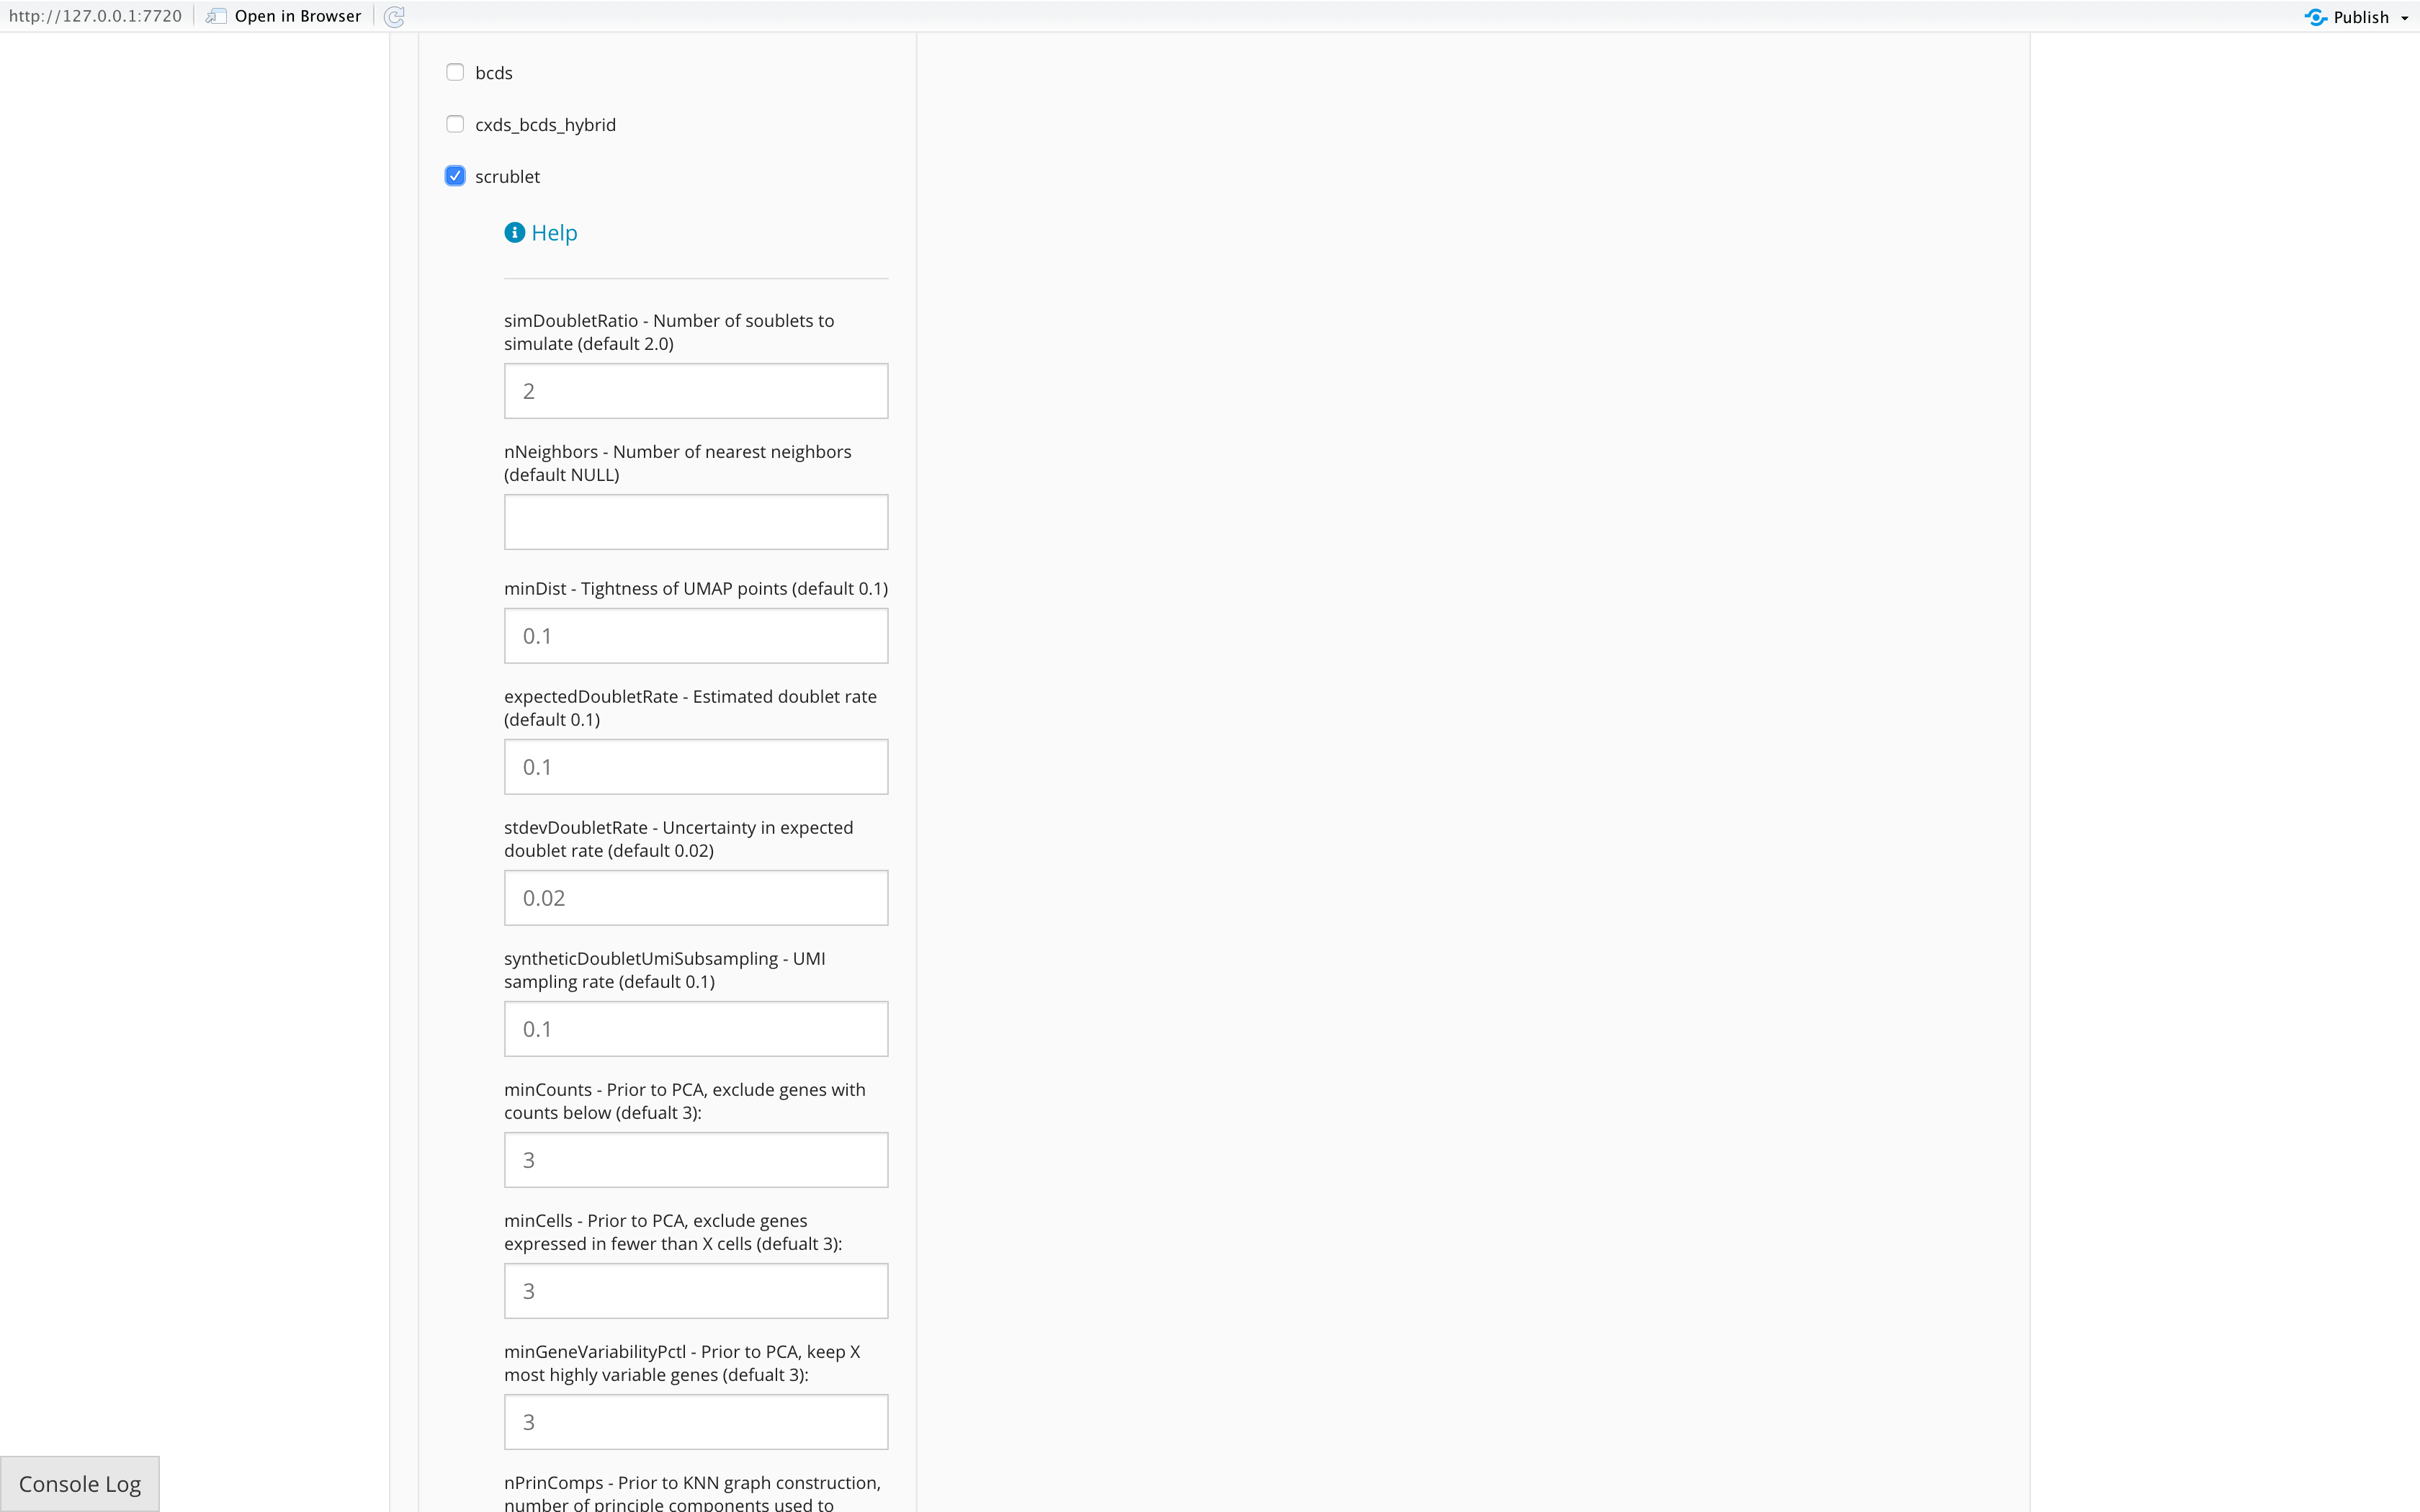 http://127.0.0.1:7720 Open in Browser Publish
bcds
cxds_bcds_hybrid
scrublet
Help
simDoubletRatio - Number of soublets to
simulate (default 2.0)
2
nNeighbors - Number of nearest neighbors
(default NULL)
minDist - Tightness of UMAP points (default 0.1)
0.1
expectedDoubletRate - Estimated doublet rate
(default 0.1)
0.1
stdevDoubletRate - Uncertainty in expected
doublet rate (default 0.02)
0.02
syntheticDoubletUmiSubsampling - UMI
sampling rate (default 0.1)
0.1
minCounts - Prior to PCA, exclude genes with
counts below (defualt 3):
3
minCells - Prior to PCA, exclude genes
expressed in fewer than X cells (defualt 3):
3
minGeneVariabilityPctl - Prior to PCA, keep X
most highly variable genes (defualt 3):
3
Console Log
nPrinComps - Prior to KNN graph construction,
number of principle components used to